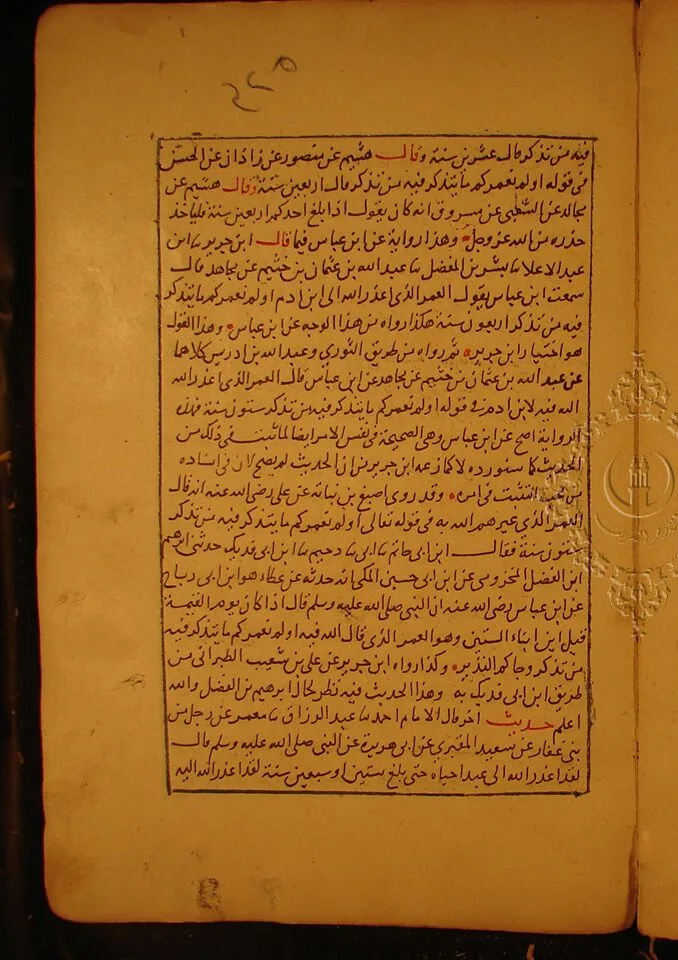 فيه من تذكر قال عشرين سنة وقال هشيم عن منصور عن زاذان عن الحسن
في قوله اولم نعمركم ما يتذكر فيه من تذكر قال اربعين سنة وقال هشيم عن
مجالد عن الشعبي عن مسروق انه كان يقول اذا بلغ احدكم اربعين سنة فلياخذ
حذره من الله عز وجل وهذا رواية عن ابن عباس فيما قال ابن جرير ثنا ابن
عبد الاعلا ثنا بشر بن المفضل ثنا عبد الله بن عثمان بن خثيم عن مجاهد قال
سمعت ابن عباس يقول العمر الذي اعذر الله الى ابن ادم اولم نعمركم ما يتذكر
فيه من تذكر اربعون سنة هكذا رواه من هذا الوجه عن ابن عباس وهذا القول
هو اختيار ابن جرير ثم رواه من طريق الثوري وعبد الله بن ادريس كلاهما
عن عبد الله بن عثمان بن خثيم عن مجاهد عن ابن عباس قال العمر الذي اعذر الله
الله فيه لابن ادم في قوله اولم نعمركم ما يتذكر فيه من تذكر ستون سنة فهذه
الرواية اصح عن ابن عباس وهي الصحيحة في نفس الامر ايضا لما ثبت في ذلك من
الحديث كما سنورده لا كما زعمه ابن جرير من ان الحديث لم يصح لان في اسناده
من يجب التثبت في امره وقد روى اصبغ بن نباتة عن علي رضي الله عنه انه قال
العمر الذي عيرهم الله به في قوله تعالى اولم نعمركم ما يتذكر فيه من تذكر
ستون سنة فقال ابن ابي حاتم ثنا ابي ثنا دحيم ثنا ابن ابي فديك حدثني ابرهيم
ابن الفضل المخزومي عن ابن ابي حسين المكي انه حدثه عن عطاء هو ابن ابي رباح
عن ابن عباس رضي الله عنه ان النبي صلى الله عليه وسلم قال اذا كان يوم القيمة
قيل اين ابناء الستين وهو العمر الذي قال الله فيه اولم نعمركم ما يتذكر فيه
من تذكر وجاكم النذير وكذا رواه ابن جرير عن علي بن شعيب الطبراني من
طريق ابن ابي فديك به وهذا الحديث فيه نظر لحال ابرهيم بن الفضل والله
اعلم حديث اخر قال الامام احمد ثنا عبد الرزاق ثنا معمر عن رجل من
بني غفار عن سعيد المقبري عن ابي هريرة عن النبي صلى الله عليه وسلم قال
لقد اعذر الله الى عبد احياه حتى بلغ ستين او سبعين سنة لقد اعذر الله اليه